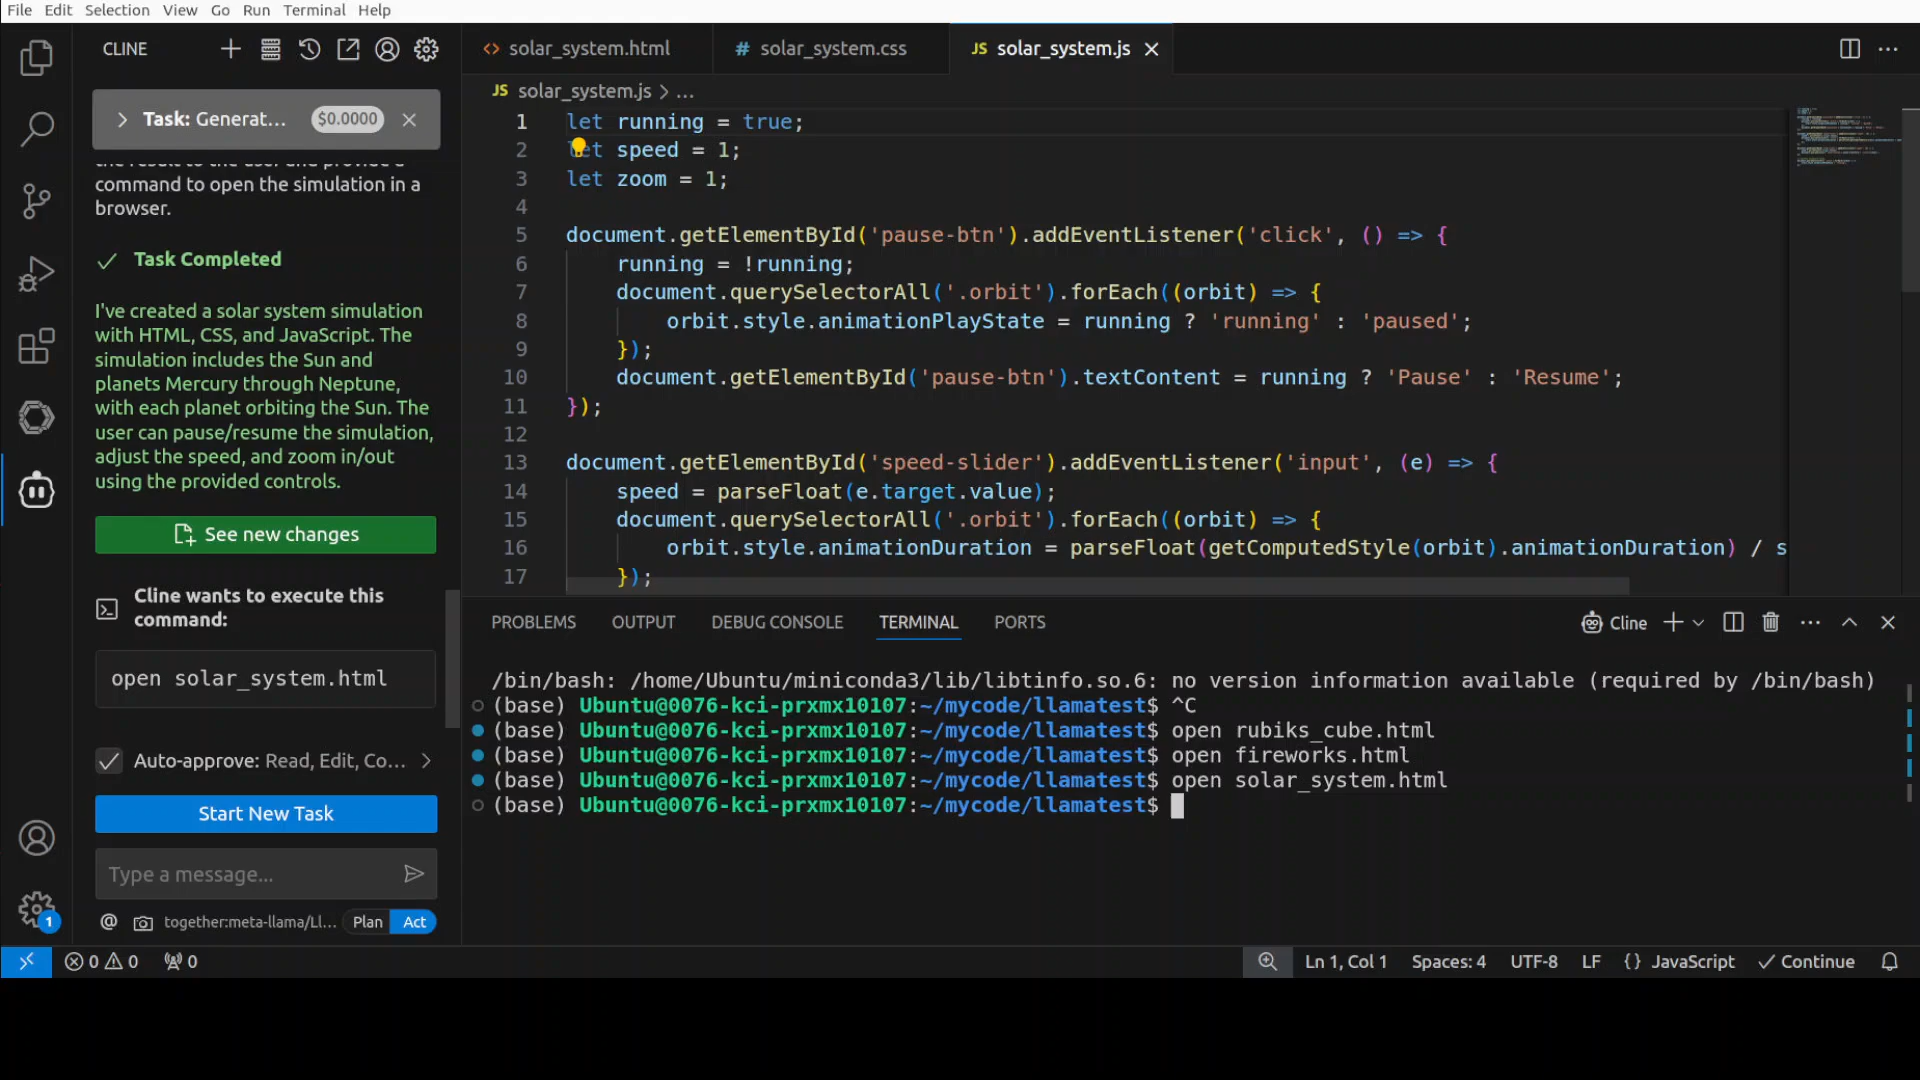 File Edit Selection View Go Run Terminal Help
CLINE
Task: Generat... $0.0000
the result to the user and provide a
command to open the simulation in a
browser.
Task Completed
I've created a solar system simulation
with HTML, CSS, and JavaScript. The
simulation includes the Sun and
planets Mercury through Neptune,
with each planet orbiting the Sun. The
user can pause/resume the simulation,
adjust the speed, and zoom in/out
using the provided controls.
See new changes
Cline wants to execute this
command:
open solar_system.html
Auto-approve: Read, Edit, Co...
Start New Task
Type a message...
@ together:meta-llama/Ll... Plan Act
1
<> solar_system.html # solar_system.css JS solar_system.js
JS solar_system.js > ...
1 let running = true;
2 let speed = 1;
3 let zoom = 1;
4
5 document.getElementById('pause-btn').addEventListener('click', () => {
6 running = !running;
7 document.querySelectorAll('.orbit').forEach((orbit) => {
8 orbit.style.animationPlayState = running ? 'running' : 'paused';
9 });
10 document.getElementById('pause-btn').textContent = running ? 'Pause' : 'Resume';
11 });
12
13 document.getElementById('speed-slider').addEventListener('input', (e) => {
14 speed = parseFloat(e.target.value);
15 document.querySelectorAll('.orbit').forEach((orbit) => {
16 orbit.style.animationDuration = parseFloat(getComputedStyle(orbit).animationDuration) / s
17 });
PROBLEMS OUTPUT DEBUG CONSOLE TERMINAL PORTS Cline
/bin/bash: /home/Ubuntu/miniconda3/lib/libtinfo.so.6: no version information available (required by /bin/bash)
(base) Ubuntu@0076-kci-prxmx10107:~/mycode/llamatest$ ^C
(base) Ubuntu@0076-kci-prxmx10107:~/mycode/llamatest$ open rubiks_cube.html
(base) Ubuntu@0076-kci-prxmx10107:~/mycode/llamatest$ open fireworks.html
(base) Ubuntu@0076-kci-prxmx10107:~/mycode/llamatest$ open solar_system.html
(base) Ubuntu@0076-kci-prxmx10107:~/mycode/llamatest$
0 0 0 Ln 1, Col 1 Spaces: 4 UTF-8 LF {} JavaScript Continue